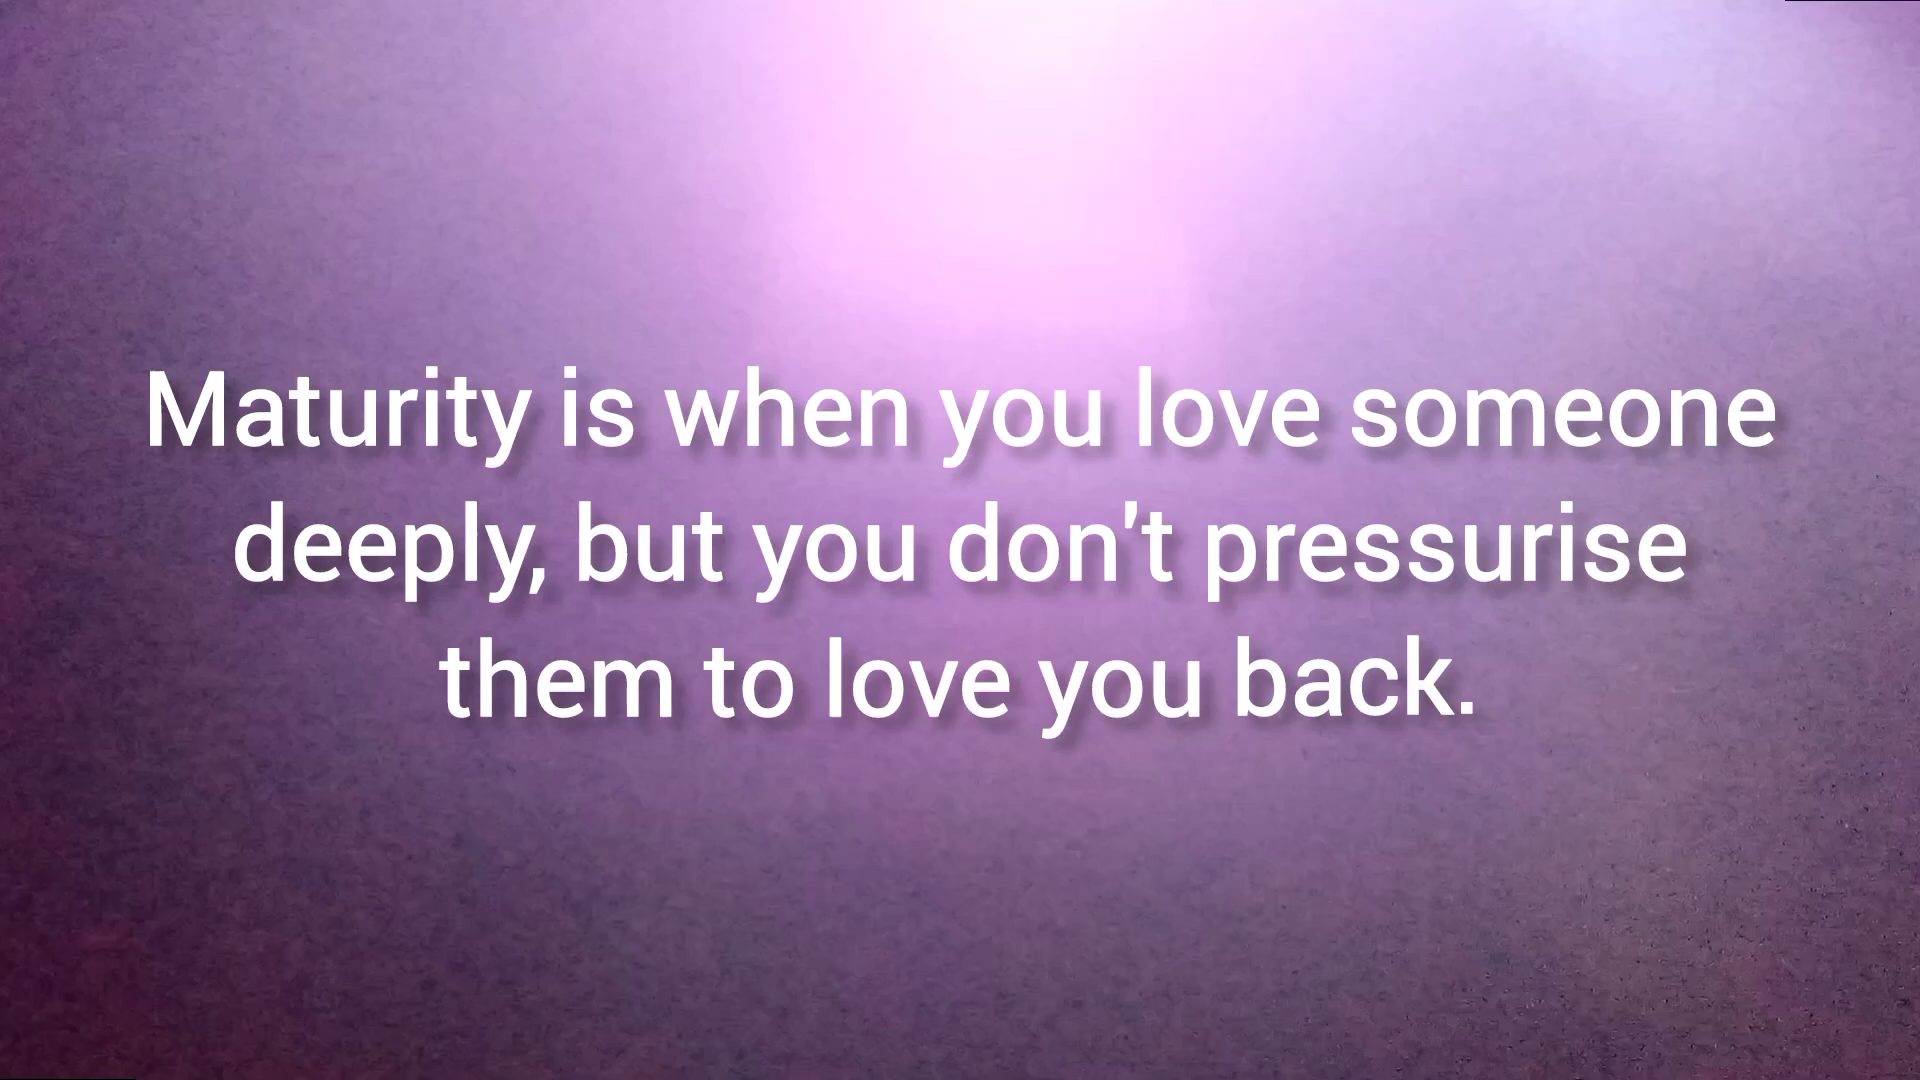 Maturity is when you love someone
deeply, but you don't pressurise
them to love you back.